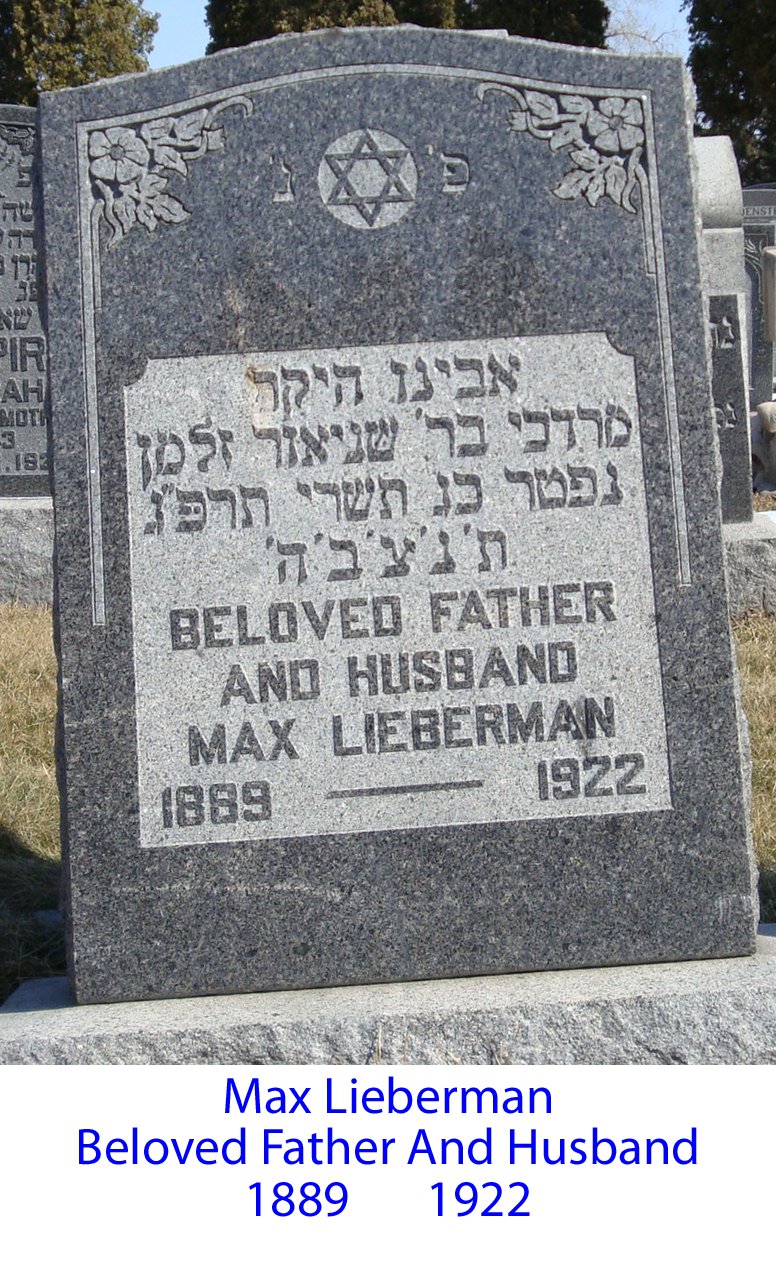 פ' נ'
אבינו היקר
מרדכי בר' שניאור זלמן
נפטר כג תשרי תרפ"ג
ת'נ'צ'ב'ה'
BELOVED FATHER
AND HUSBAND
MAX LIEBERMAN
1889 — 1922
Max Lieberman
Beloved Father And Husband
1889 1922